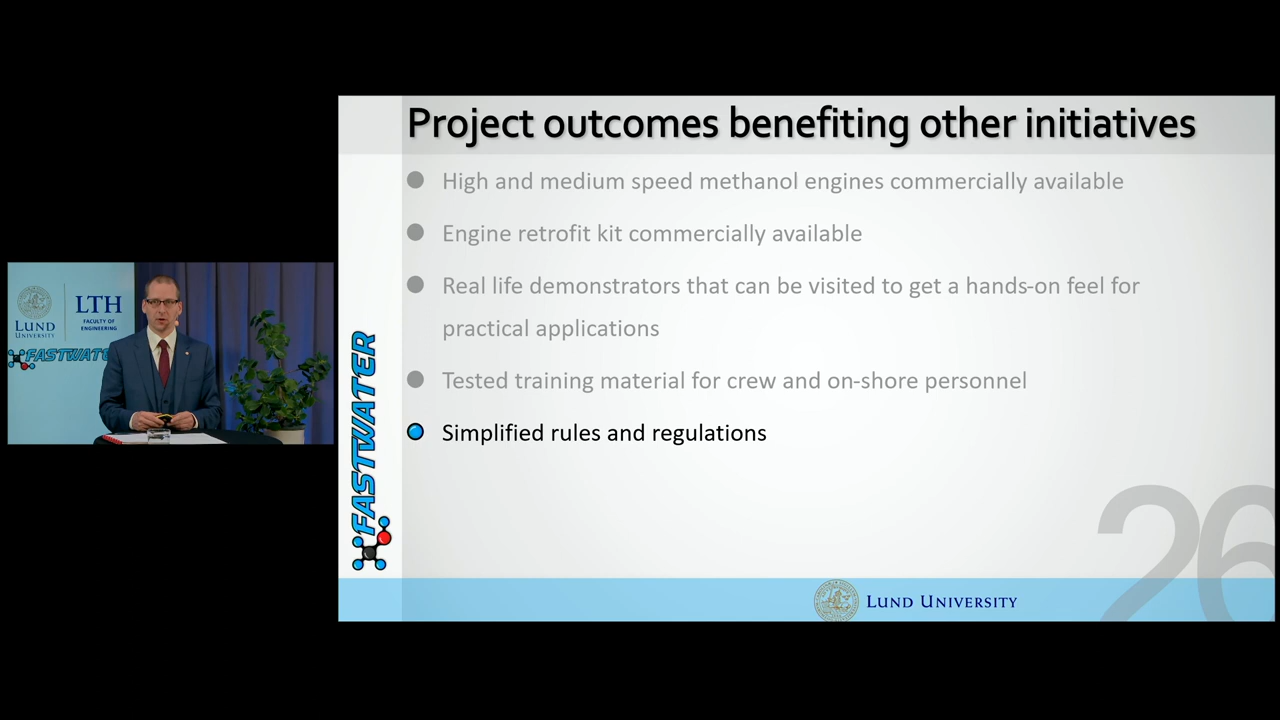 Project outcomes benefiting other initiatives
High and medium speed methanol engines commercially available
Engine retrofit kit commercially available
Real life demonstrators that can be visited to get a hands-on feel for
practical applications
Tested training material for crew and on-shore personnel
Simplified rules and regulations
FASTWATER
26
LUND UNIVERSITY
LUND
UNIVERSITY
LTH
FACULTY OF
ENGINEERING
FASTWATE